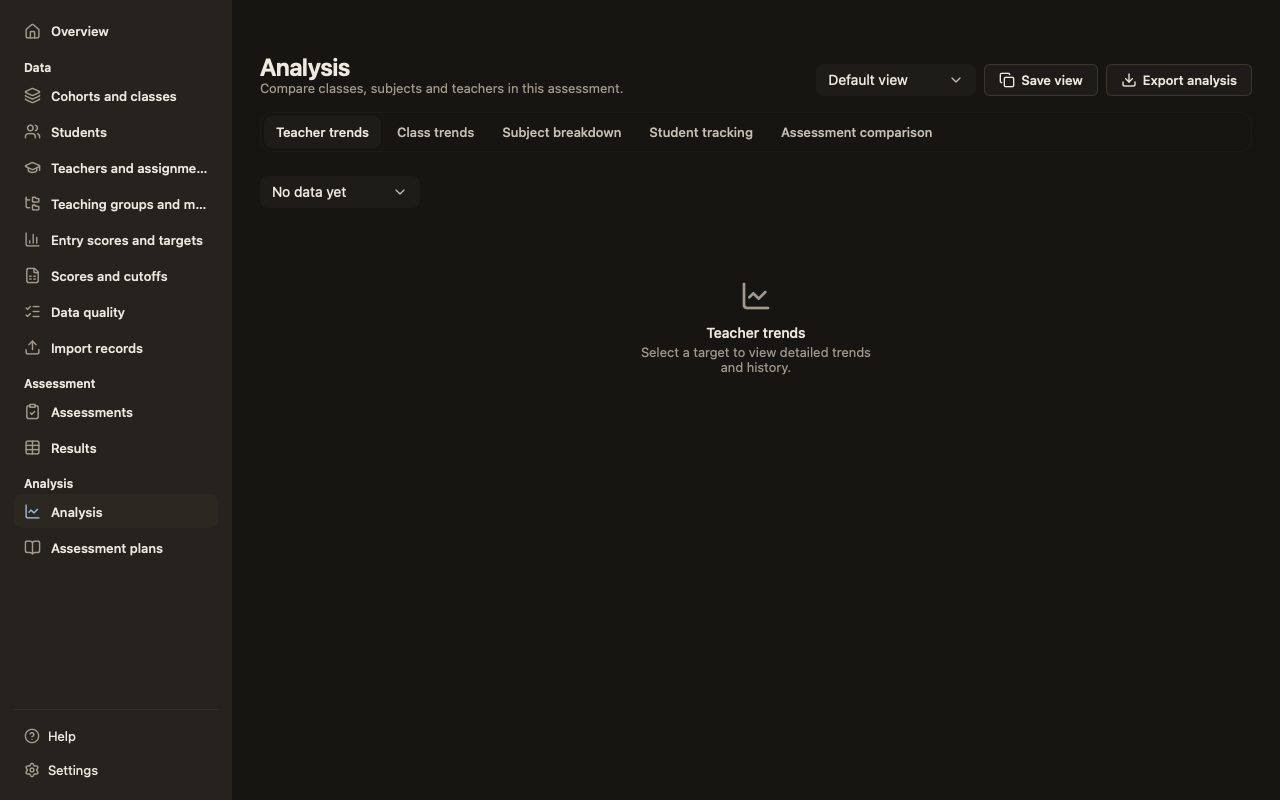 Overview
Data
Cohorts and classes
Students
Teachers and assignme...
Teaching groups and m...
Entry scores and targets
Scores and cutoffs
Data quality
Import records
Assessment
Assessments
Results
Analysis
Analysis
Assessment plans
Help
Settings
Analysis
Compare classes, subjects and teachers in this assessment.
Default view
Save view
Export analysis
Teacher trends
Class trends
Subject breakdown
Student tracking
Assessment comparison
No data yet
Teacher trends
Select a target to view detailed trends
and history.